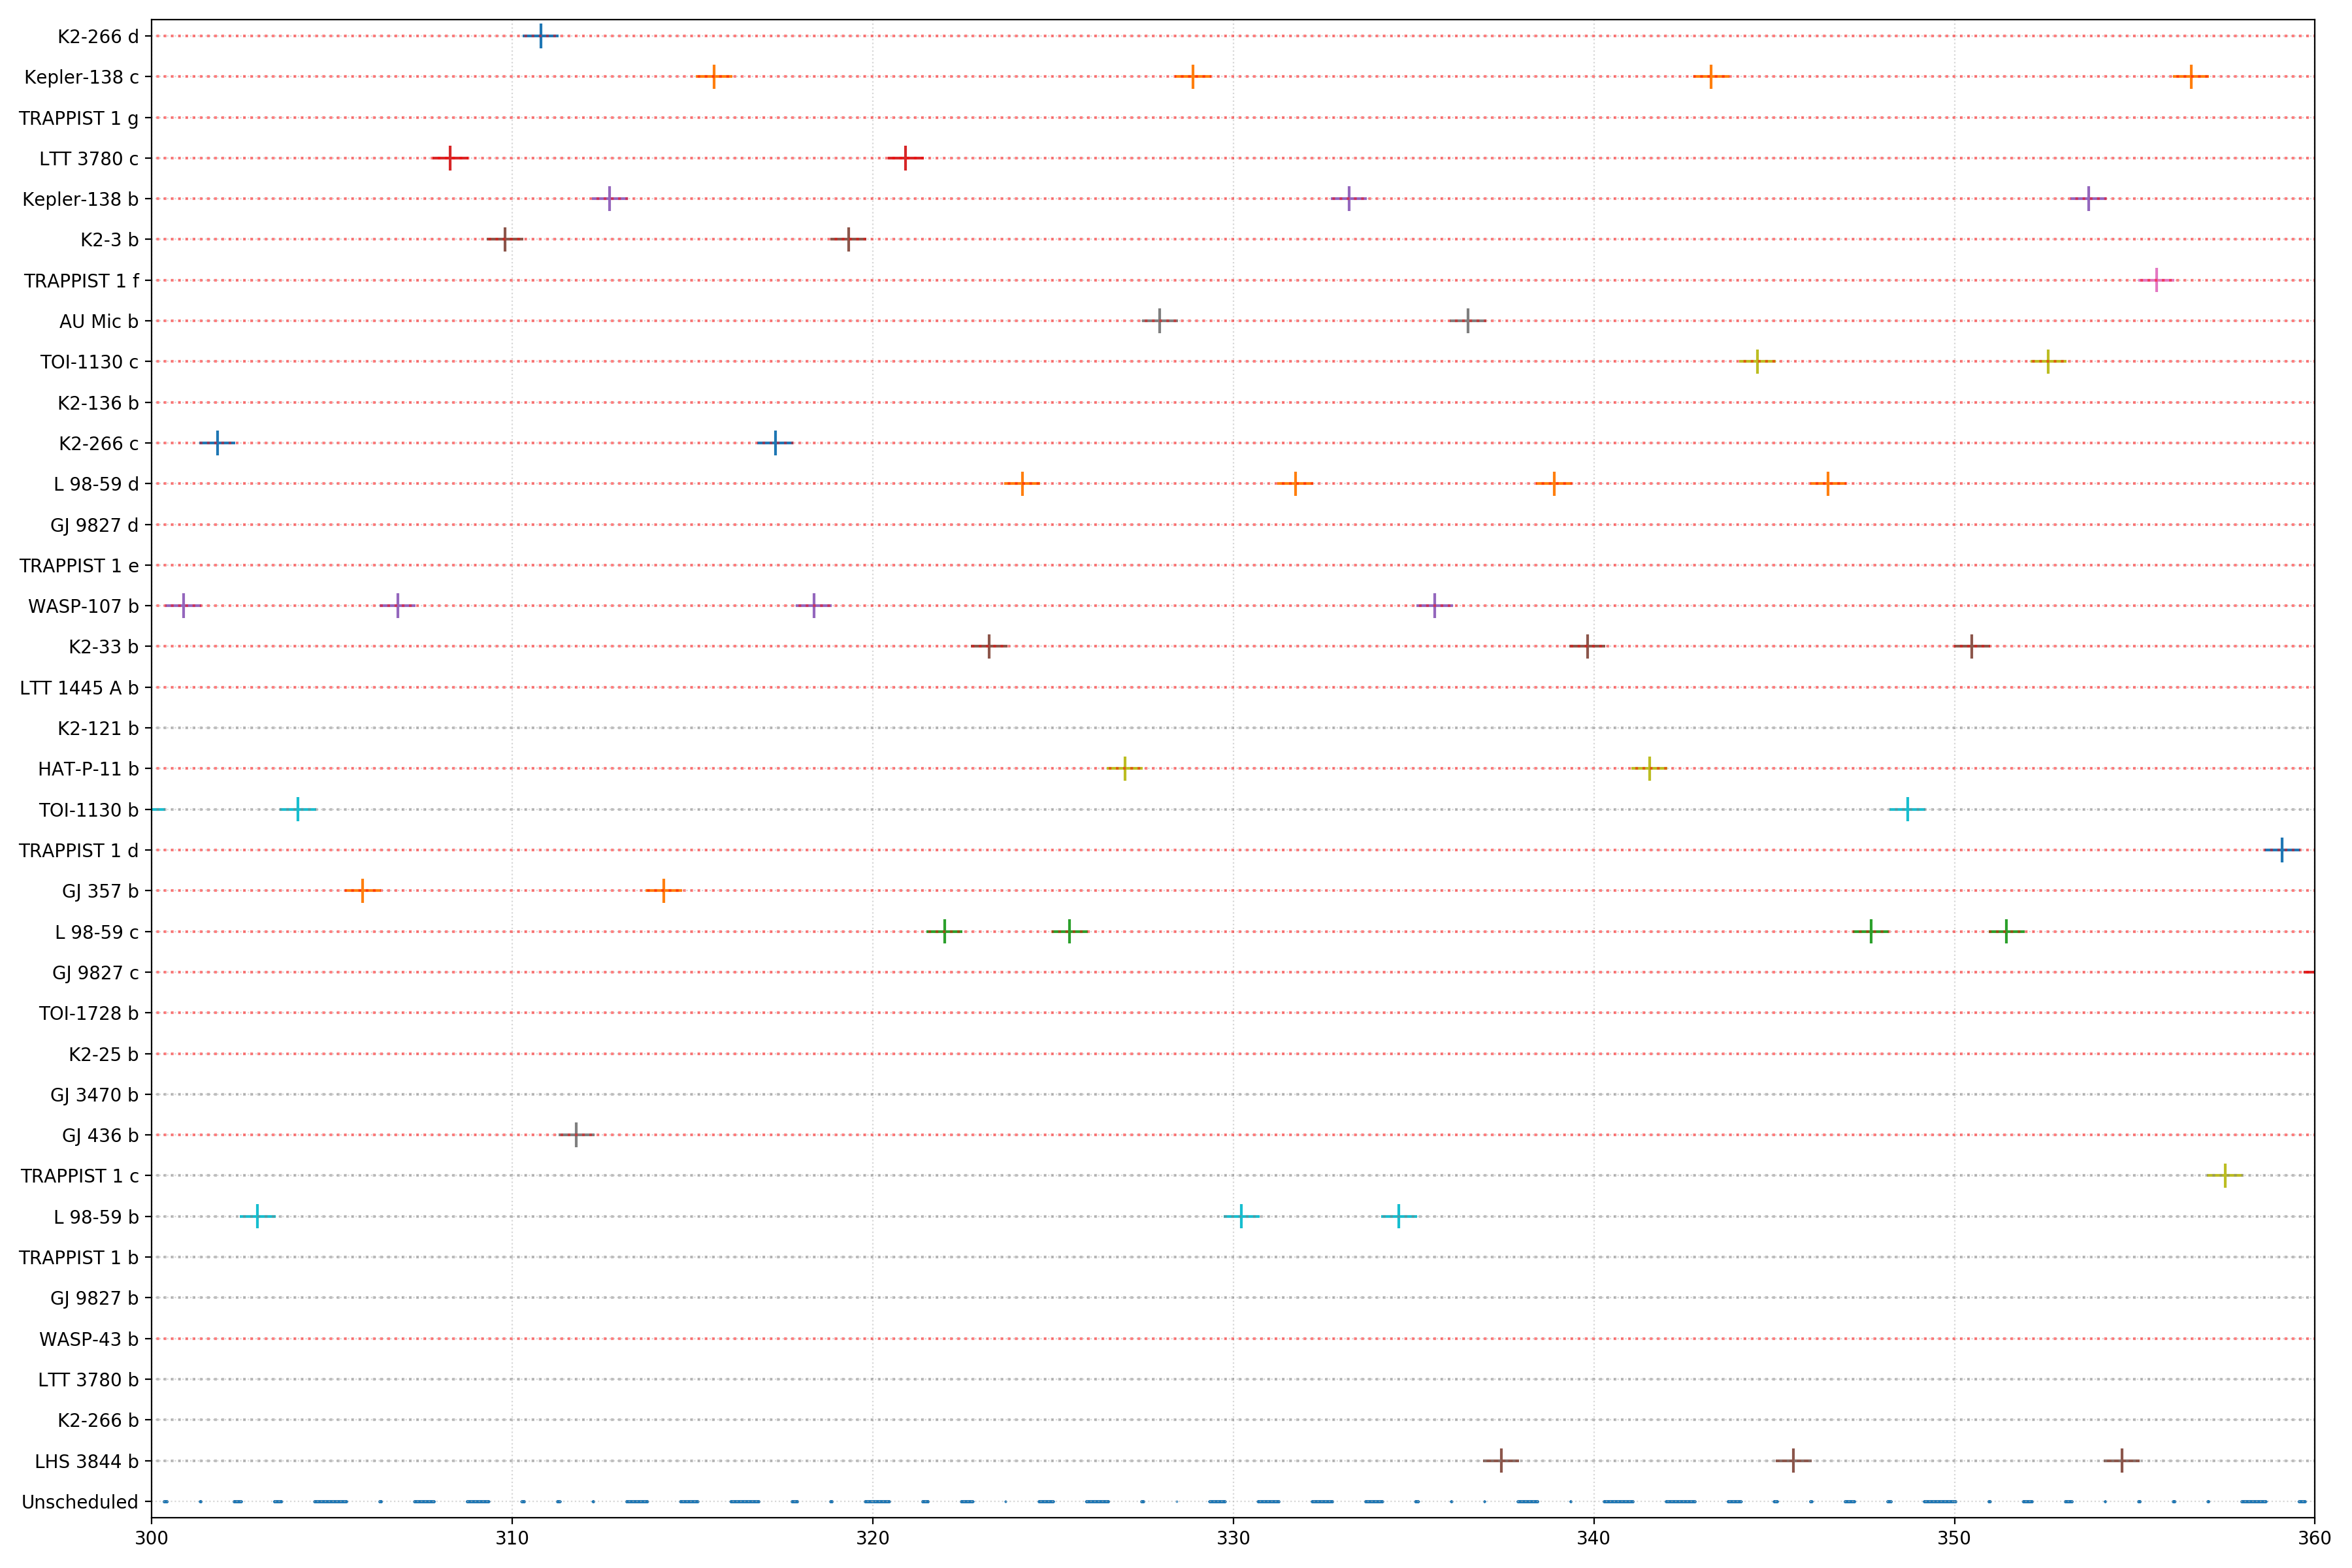 K2-266 d
Kepler-138 c
TRAPPIST 1 g
LTT 3780 c
Kepler-138 b
K2-3 b
TRAPPIST 1 f
AU Mic b
TOI-1130 c
K2-136 b
K2-266 c
L 98-59 d
GJ 9827 d
TRAPPIST 1 e
WASP-107 b
K2-33 b
LTT 1445 A b
K2-121 b
HAT-P-11 b
TOI-1130 b
TRAPPIST 1 d
GJ 357 b
L 98-59 c
GJ 9827 c
TOI-1728 b
K2-25 b
GJ 3470 b
GJ 436 b
TRAPPIST 1 c
L 98-59 b
TRAPPIST 1 b
GJ 9827 b
WASP-43 b
LTT 3780 b
K2-266 b
LHS 3844 b
Unscheduled
300 310 320 330 340 350 360